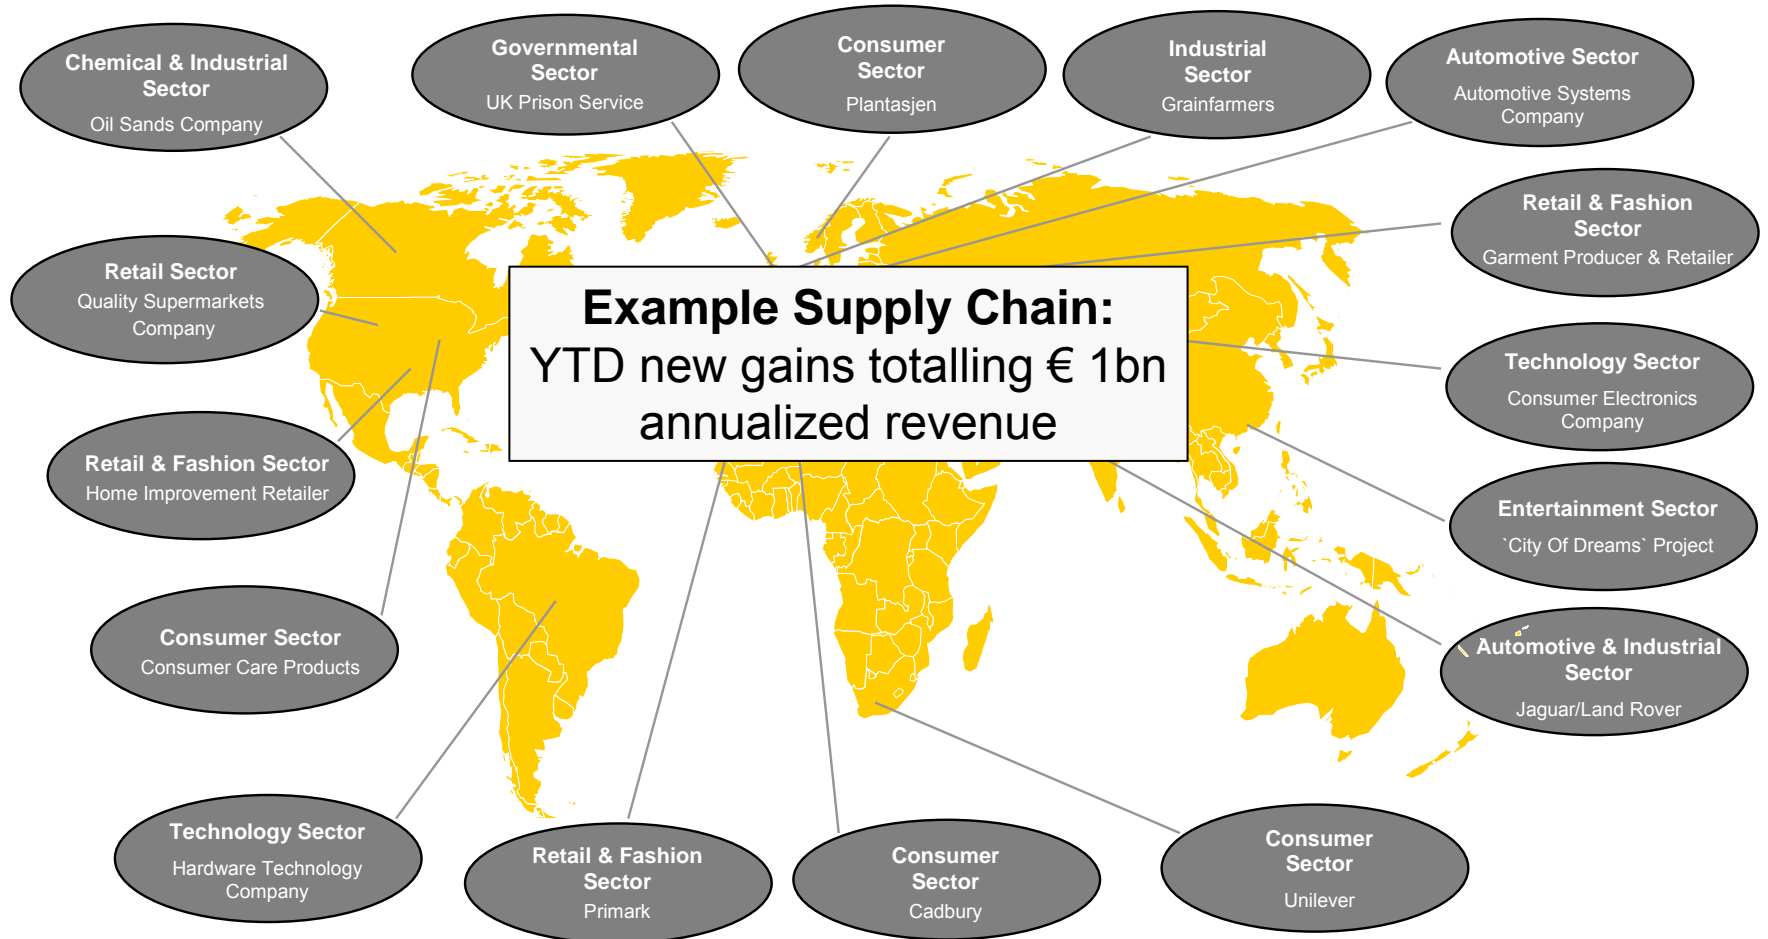 Chemical & Industrial
Sector
Oil Sands Company
Governmental
Sector
UK Prison Service
Consumer
Sector
Plantasjen
Industrial
Sector
Grainfarmers
Automotive Sector
Automotive Systems
Company
Retail & Fashion
Sector
Garment Producer & Retailer
Retail Sector
Quality Supermarkets
Company
Example Supply Chain:
YTD new gains totalling € 1bn
annualized revenue
Technology Sector
Consumer Electronics
Company
Retail & Fashion Sector
Home Improvement Retailer
Entertainment Sector
`City Of Dreams` Project
Consumer Sector
Consumer Care Products
Automotive & Industrial
Sector
Jaguar/Land Rover
Technology Sector
Hardware Technology
Company
Retail & Fashion
Sector
Primark
Consumer
Sector
Cadbury
Consumer
Sector
Unilever